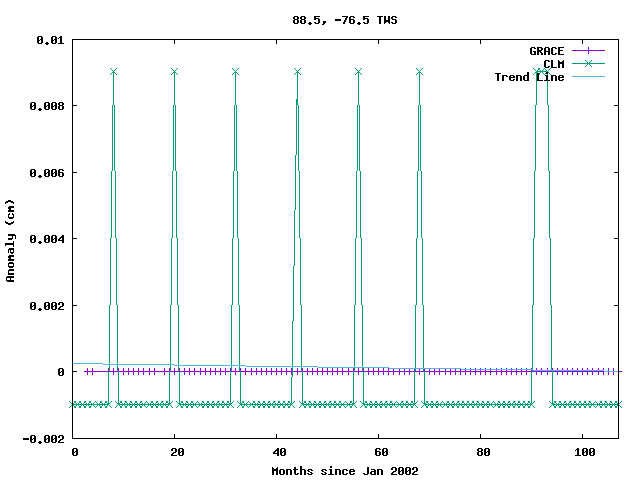 88.5, -76.5 TWS
GRACE
CLM
Trend Line
0.01
0.008
0.006
0.004
0.002
0
-0.002
Anomaly (cm)
0 20 40 60 80 100
Months since Jan 2002